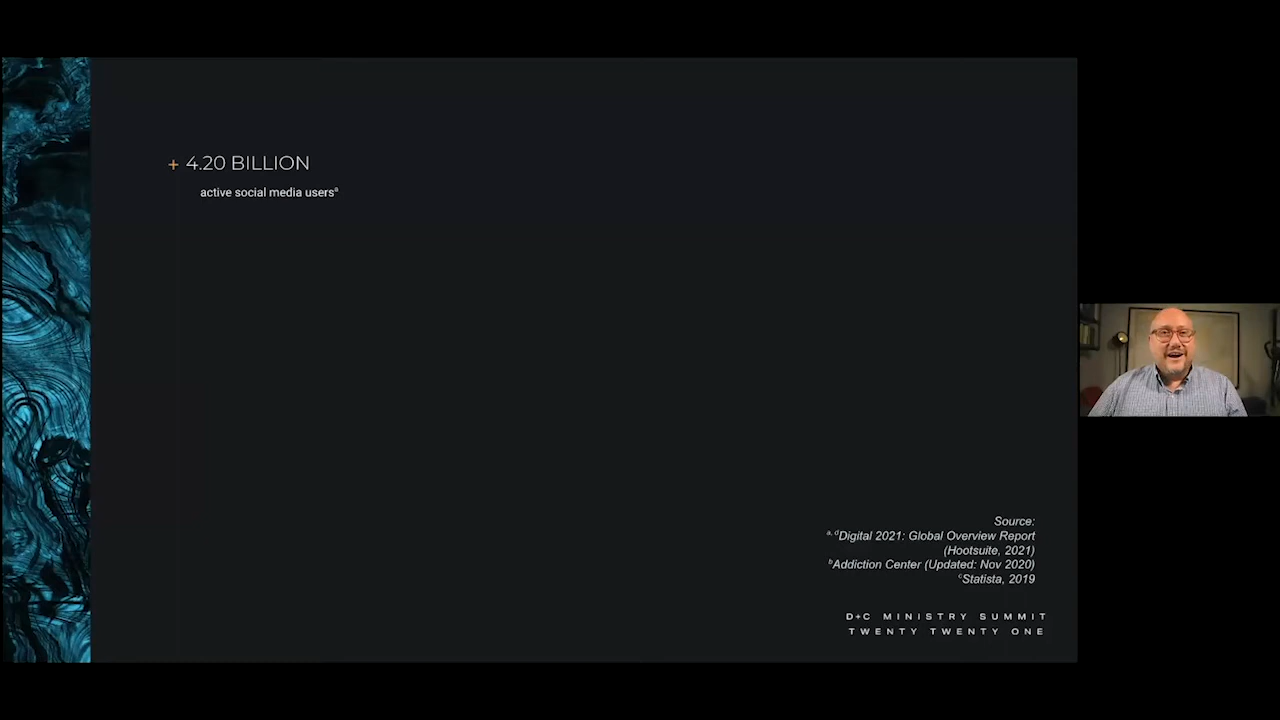 + 4.20 BILLION
active social media usersᵃ
Source:
ᵃ, ᵈDigital 2021: Global Overview Report
(Hootsuite, 2021)
ᵇAddiction Center (Updated: Nov 2020)
ᶜStatista, 2019
D+C MINISTRY SUMMIT
TWENTY TWENTY ONE